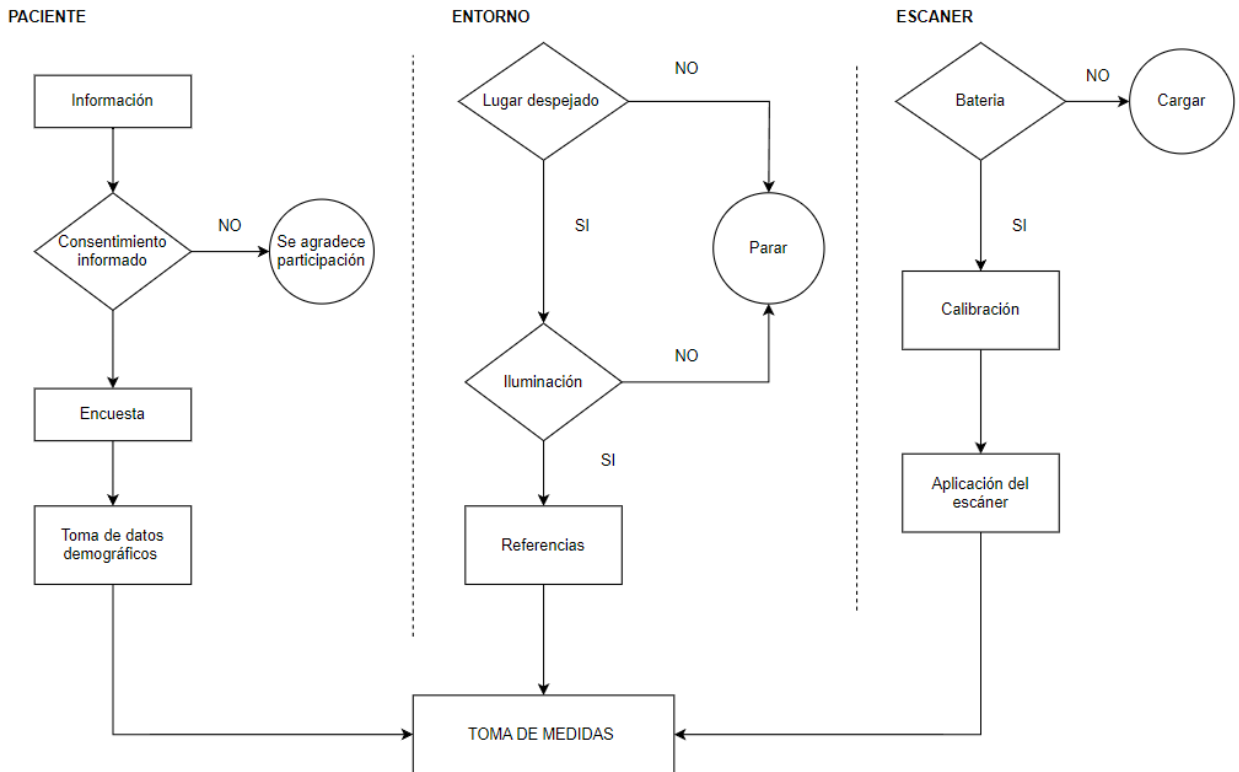 PACIENTE
Información
Consentimiento
informado
NO
Se agradece
participación
Encuesta
Toma de datos
demográficos
ENTORNO
Lugar despejado
NO
SI
Parar
Iluminación
NO
SI
Referencias
ESCANER
Bateria
NO
Cargar
SI
Calibración
Aplicación del
escáner
TOMA DE MEDIDAS